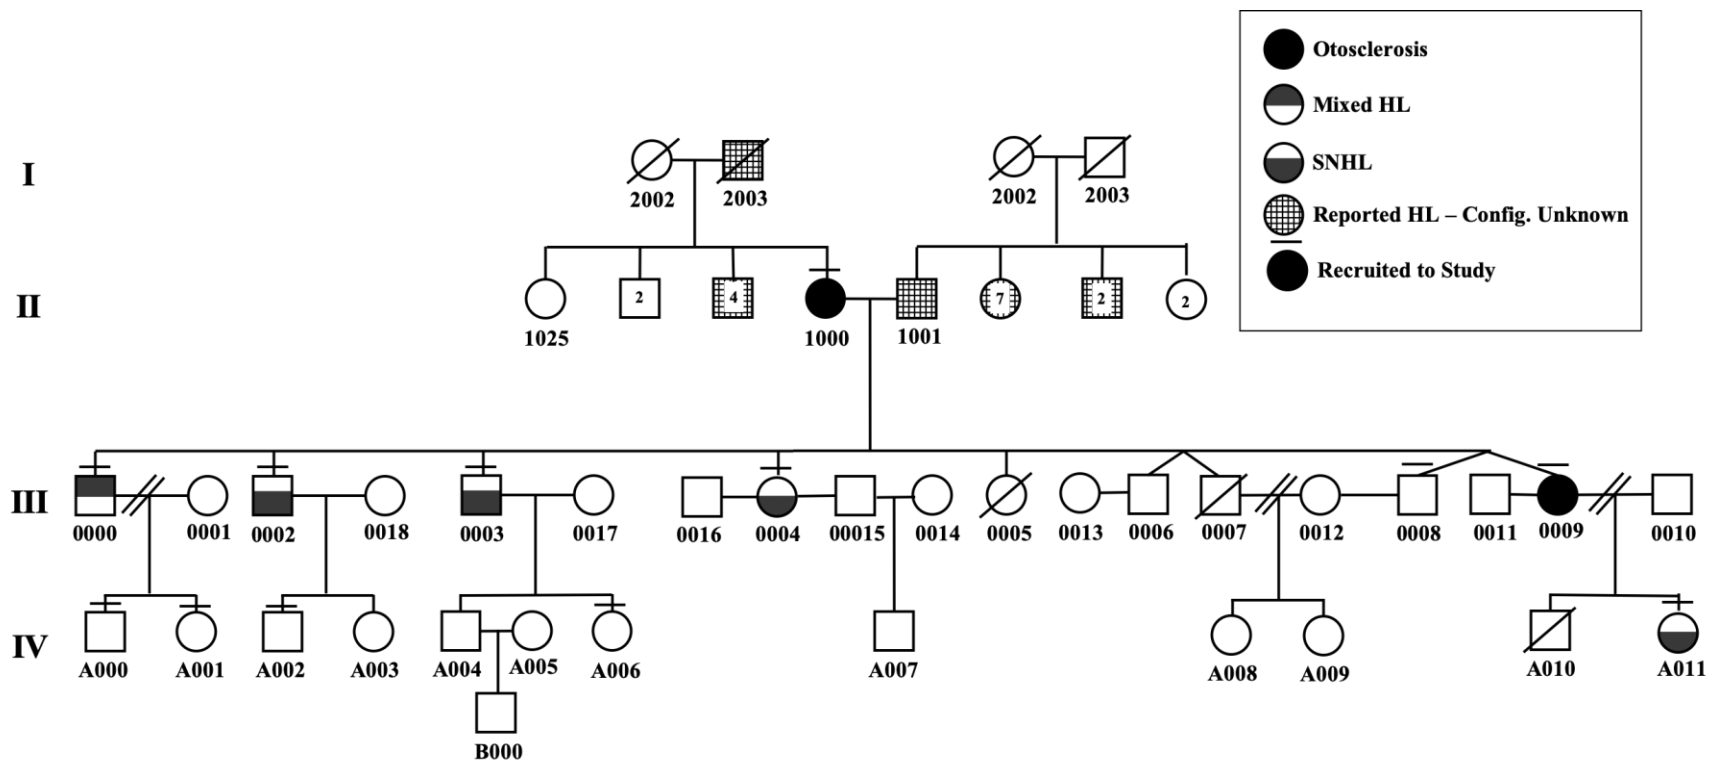 Otosclerosis
Mixed HL
SNHL
Reported HL – Config. Unknown
Recruited to Study
I
2002 2003 2002 2003
II
2 4 7 2 2
1025 1000 1001
III
0000 0001 0002 0018 0003 0017 0016 0004 00015 0014 0005 0013 0006 0007 0012 0008 0011 0009 0010
IV
A000 A001 A002 A003 A004 A005 A006 A007 A008 A009 A010 A011
B000